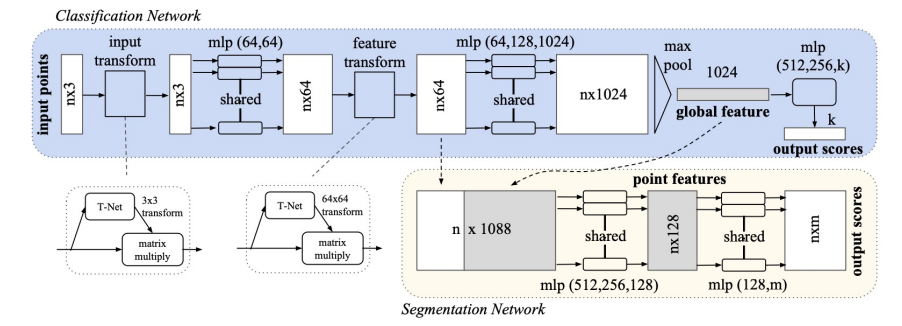 Classification Network
input points
nx3
input
transform
nx3
mlp (64,64)
shared
nx64
feature
transform
nx64
mlp (64,128,1024)
shared
nx1024
max
pool
1024
global feature
mlp
(512,256,k)
k
output scores
T-Net
3x3
transform
matrix
multiply
T-Net
64x64
transform
matrix
multiply
point features
n x 1088
shared
mlp (512,256,128)
nx128
shared
mlp (128,m)
nxm
output scores
Segmentation Network